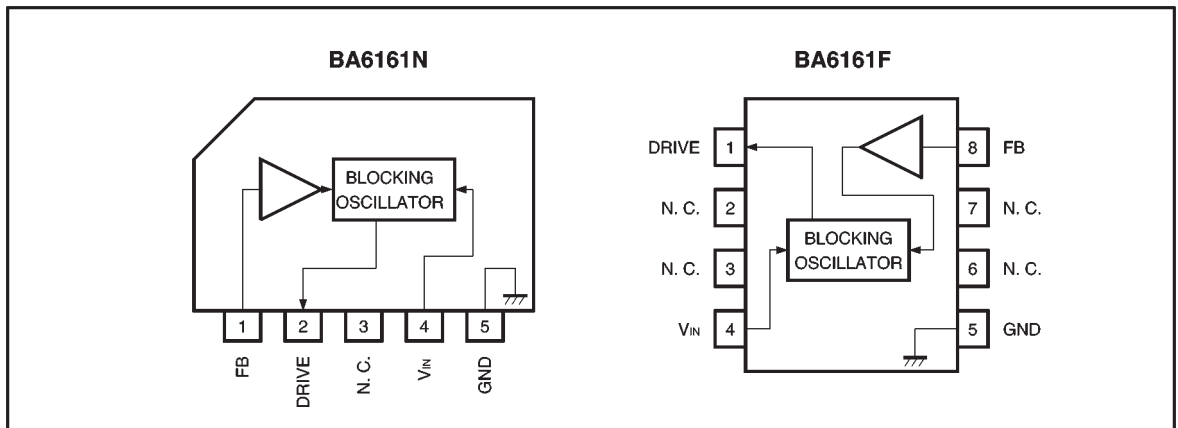 BA6161N
BLOCKING
OSCILLATOR
1
2
3
4
5
FB
DRIVE
N. C.
VIN
GND
BA6161F
DRIVE 1
8 FB
N. C. 2
7 N. C.
BLOCKING
OSCILLATOR
N. C. 3
6 N. C.
VIN 4
5 GND